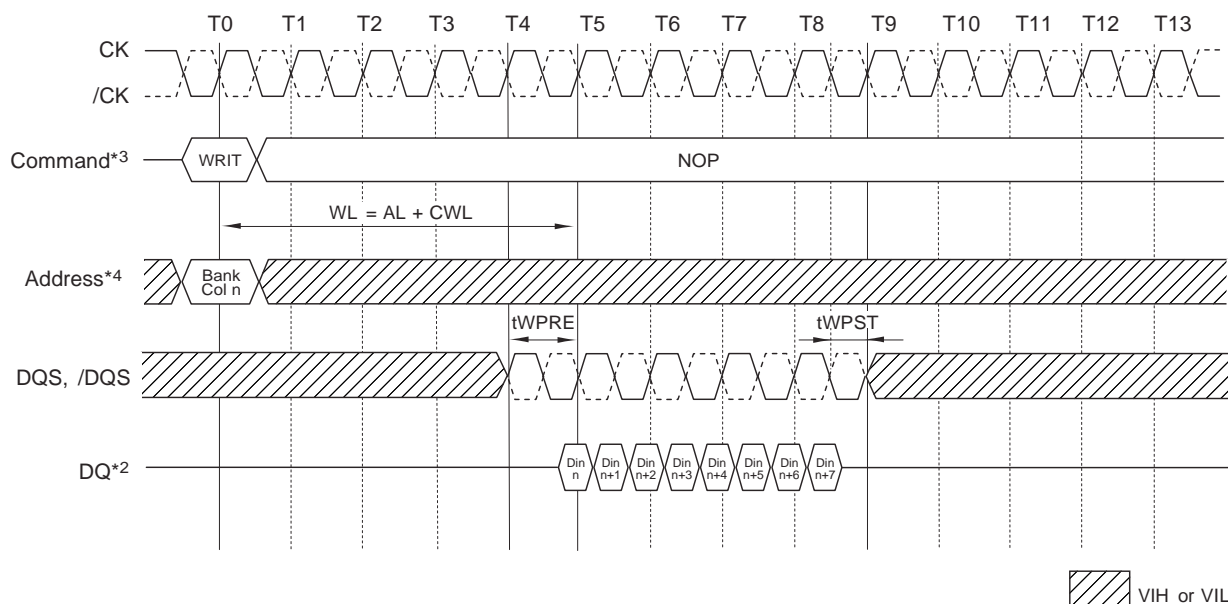 T0 T1 T2 T3 T4 T5 T6 T7 T8 T9 T10 T11 T12 T13
CK
/CK
Command*3
WRIT
NOP
WL = AL + CWL
Address*4
Bank
Col n
tWPRE
tWPST
DQS, /DQS
DQ*2
Din
n
Din
n+1
Din
n+2
Din
n+3
Din
n+4
Din
n+5
Din
n+6
Din
n+7
VIH or VIL